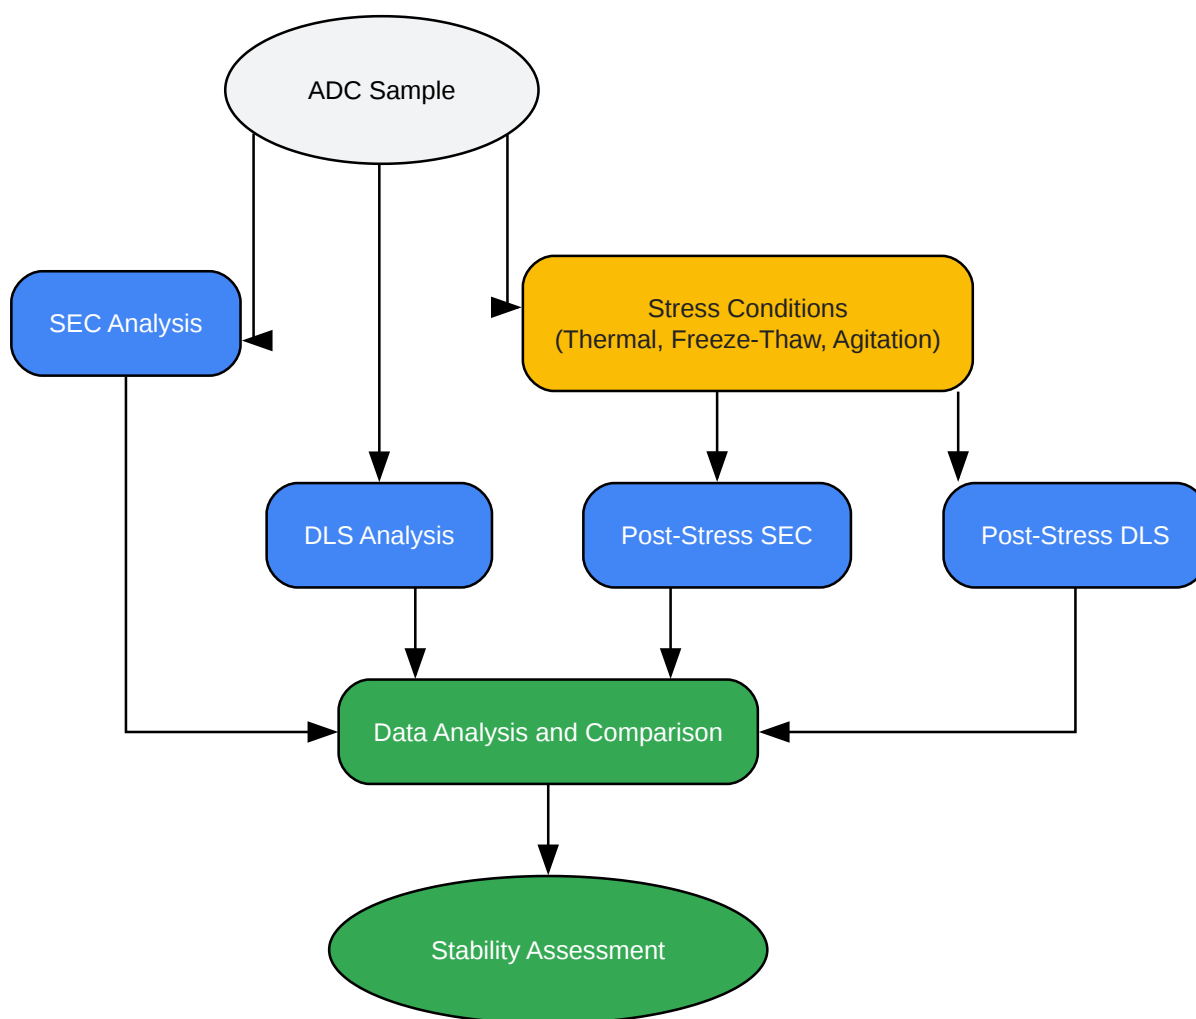 ADC Sample
SEC Analysis
Stress Conditions
(Thermal, Freeze-Thaw, Agitation)
DLS Analysis
Post-Stress SEC
Post-Stress DLS
Data Analysis and Comparison
Stability Assessment